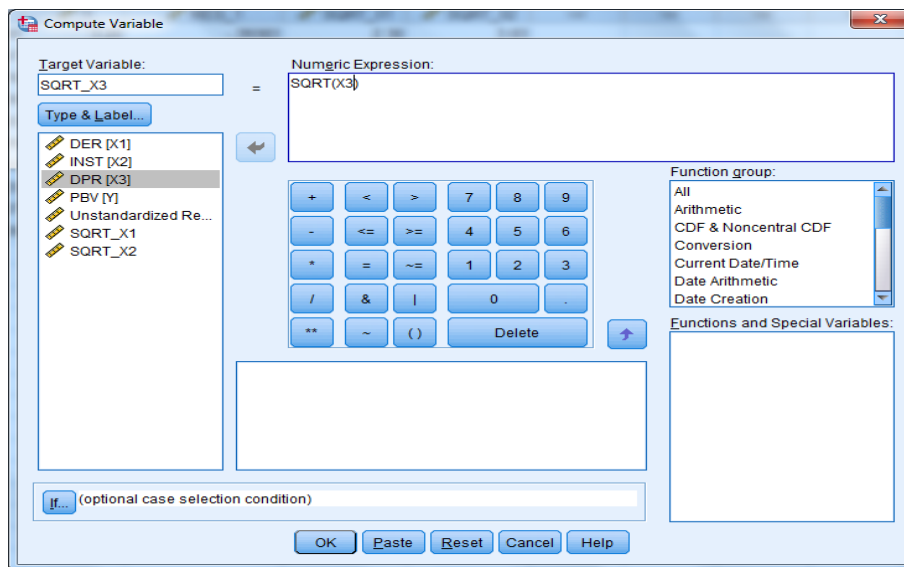 Compute Variable
Target Variable:
SQRT_X3
=
Numeric Expression:
SQRT(X3)
Type & Label...
DER [X1]
INST [X2]
DPR [X3]
PBV [Y]
Unstandardized Re...
SQRT_X1
SQRT_X2
+ < > 7 8 9
- <= >= 4 5 6
* = ~= 1 2 3
/ & | 0 .
** ~ ( ) Delete
Function group:
All
Arithmetic
CDF & Noncentral CDF
Conversion
Current Date/Time
Date Arithmetic
Date Creation
Functions and Special Variables:
If... (optional case selection condition)
OK Paste Reset Cancel Help